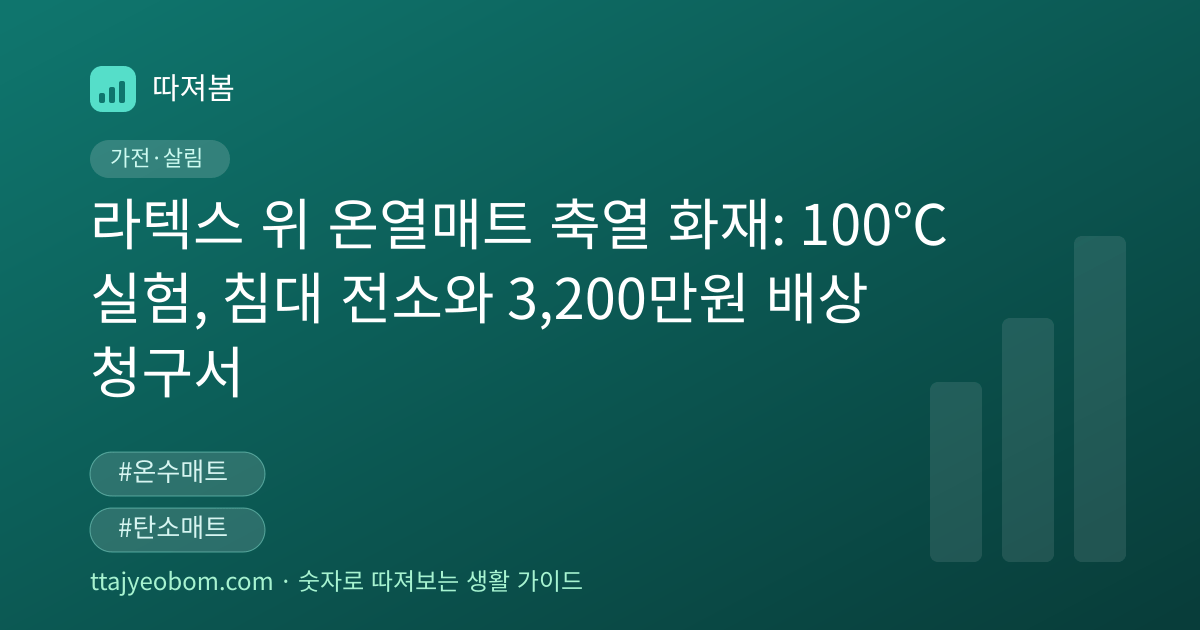 따져봄
가전·살림
라텍스 위 온열매트 축열 화재: 100℃
실험, 침대 전소와 3,200만원 배상
청구서
#온수매트
#탄소매트
ttajyeobom.com · 숫자로 따져보는 생활 가이드